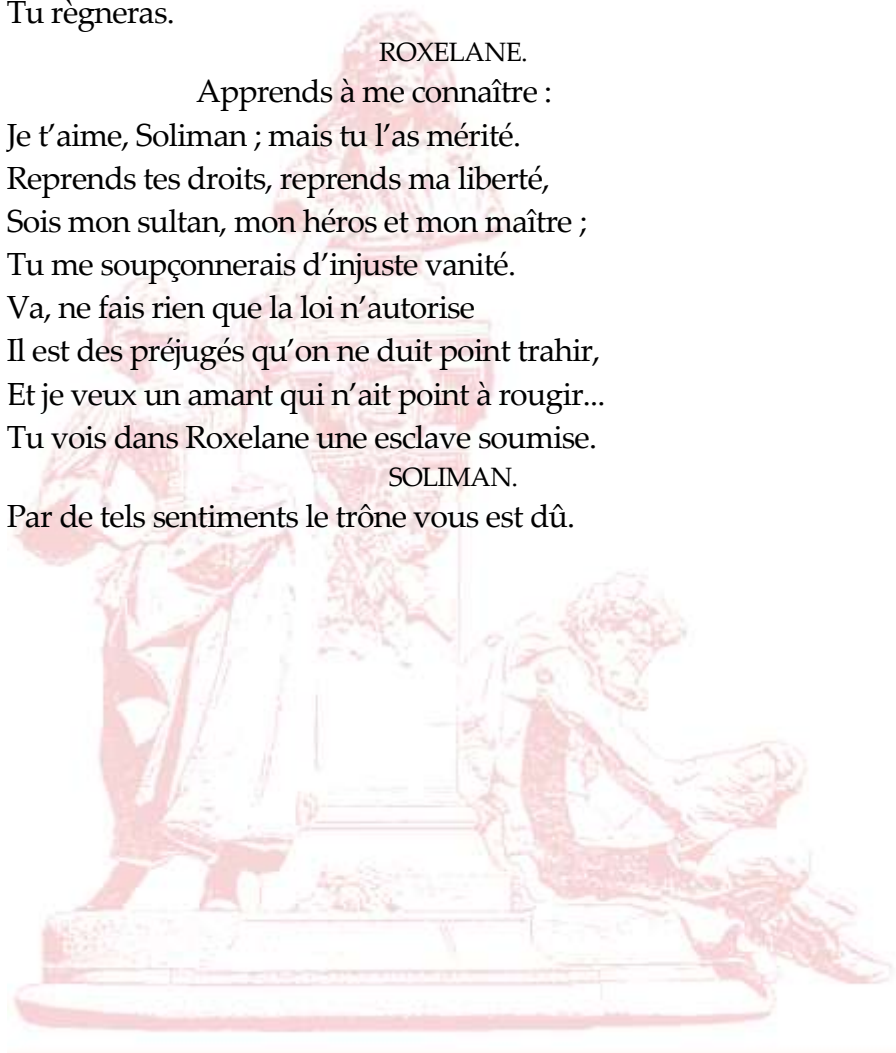 Tu règneras.
ROXELANE.
Apprends à me connaître :
Je t’aime, Soliman ; mais tu l’as mérité.
Reprends tes droits, reprends ma liberté,
Sois mon sultan, mon héros et mon maître ;
Tu me soupçonnerais d’injuste vanité.
Va, ne fais rien que la loi n’autorise
Il est des préjugés qu’on ne duit point trahir,
Et je veux un amant qui n’ait point à rougir...
Tu vois dans Roxelane une esclave soumise.
SOLIMAN.
Par de tels sentiments le trône vous est dû.